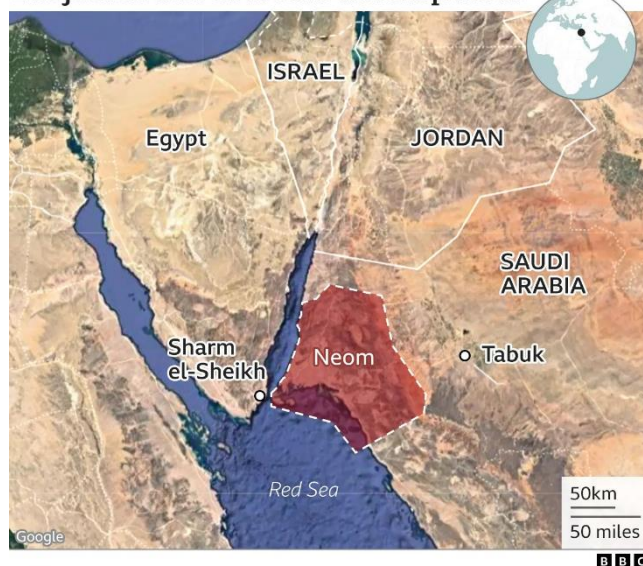 ISRAEL
Egypt
JORDAN
SAUDI
ARABIA
Sharm
el-Sheikh
Neom
Tabuk
Red Sea
50km
50 miles
Google
BBC